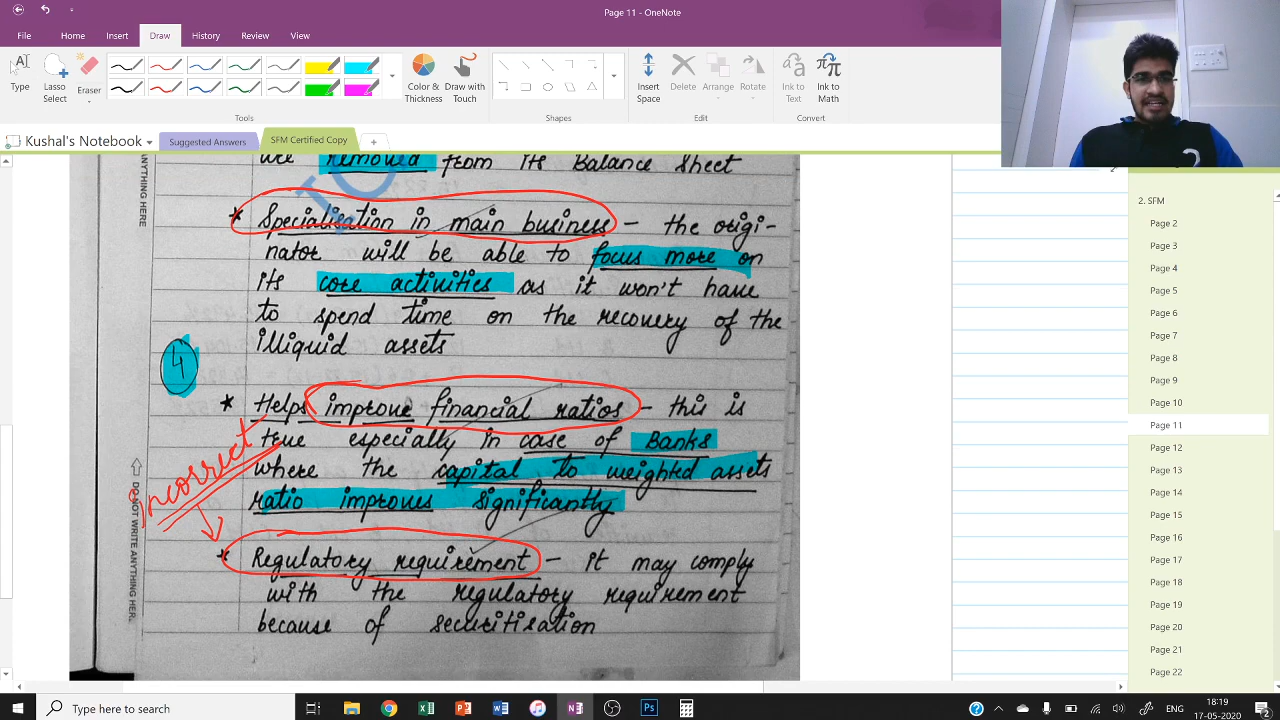 Page 11 - OneNote
File Home Insert Draw History Review View
Type
Lasso Select
Eraser
Color & Thickness
Draw with Touch
Insert Space
Delete
Arrange
Rotate
Ink to Text
Ink to Math
Tools
Shapes
Edit
Convert
Kushal's Notebook
Suggested Answers
SFM Certified Copy
+
ANYTHING HERE
are removed from its Balance Sheet
* Specialisation in main business - the origi-
nator will be able to focus more on
its core activities as it won't have
to spend time on the recovery of the
illiquid assets
4
* Helps improve financial ratios - this is
true especially in case of Banks
where the capital to weighted assets
ratio improves significantly
Incorrect
DO NOT WRITE ANYTHING HER.
* Regulatory requirement - it may comply
with the regulatory requirement
because of securitisation
2. SFM
Page 2
Page 3
Page 4
Page 5
Page 6
Page 7
Page 8
Page 9
Page 10
Page 11
Page 12
Page 13
Page 14
Page 15
Page 16
Page 17
Page 18
Page 19
Page 20
Page 21
Page 22
Type here to search
18:19
17-05-2020